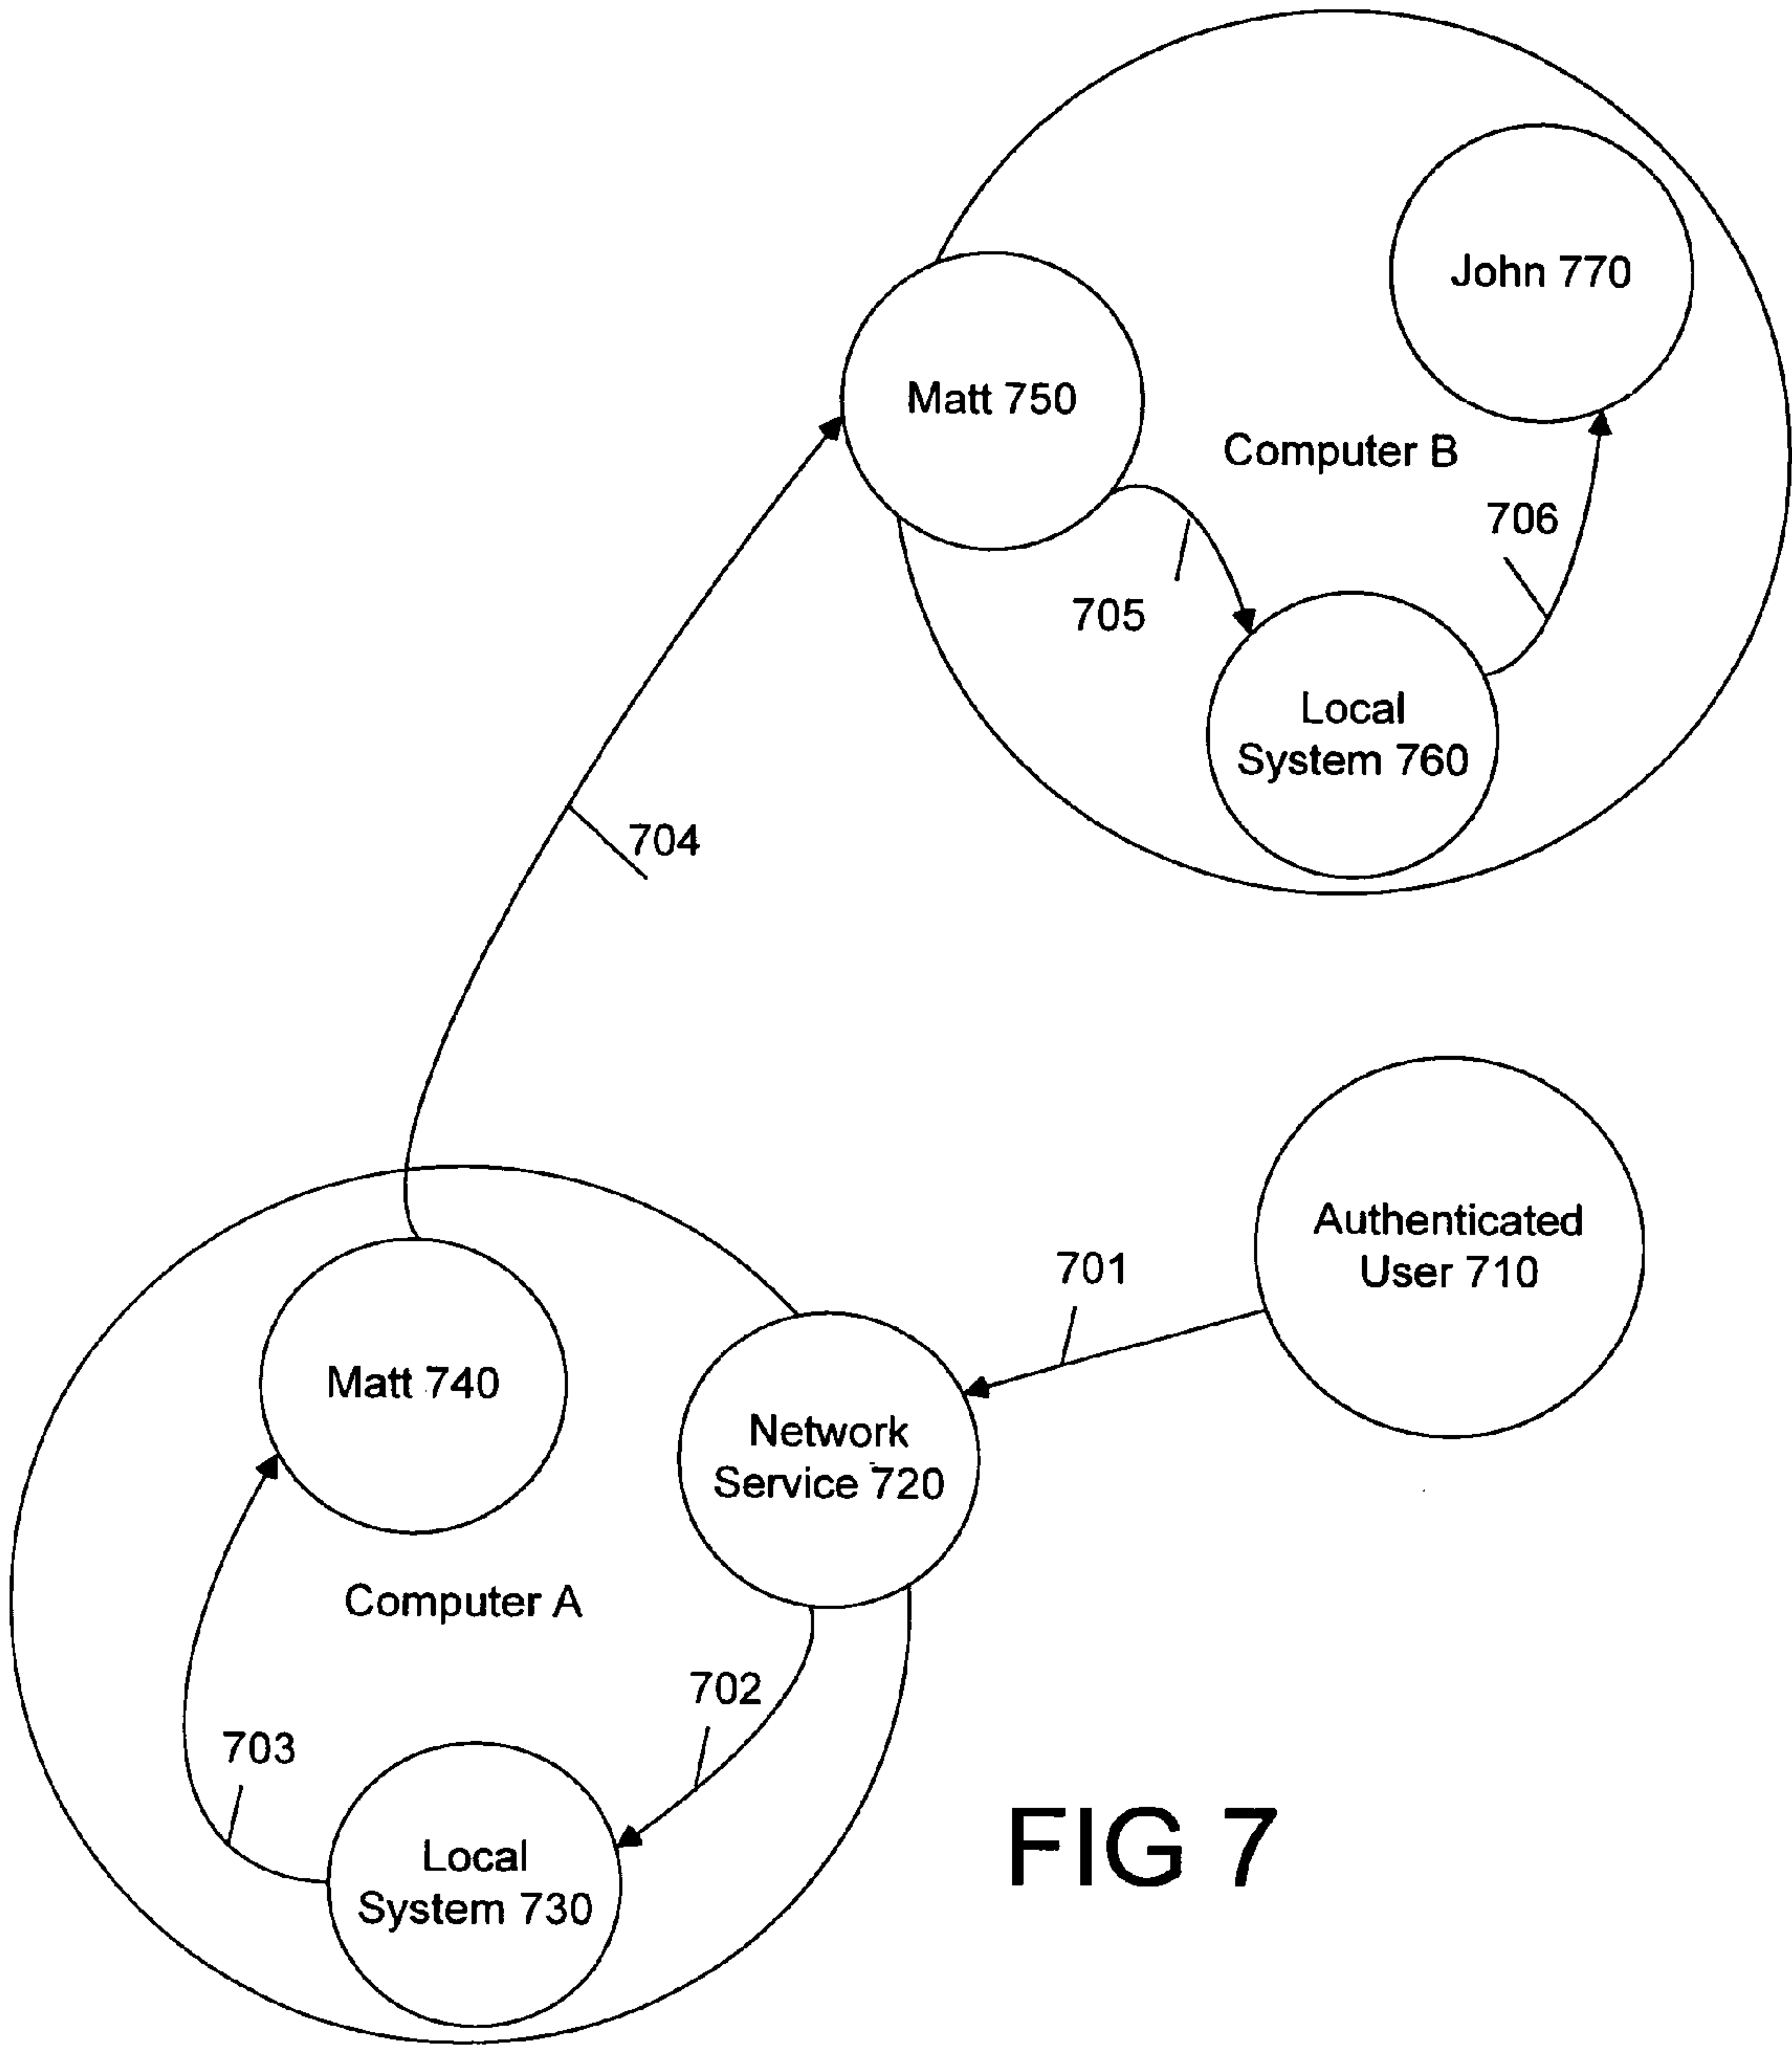 John 770
Matt 750
Computer B
706
705
Local
System 760
704
Authenticated
User 710
701
Matt 740
Network
Service 720
Computer A
702
703
Local
System 730
FIG 7